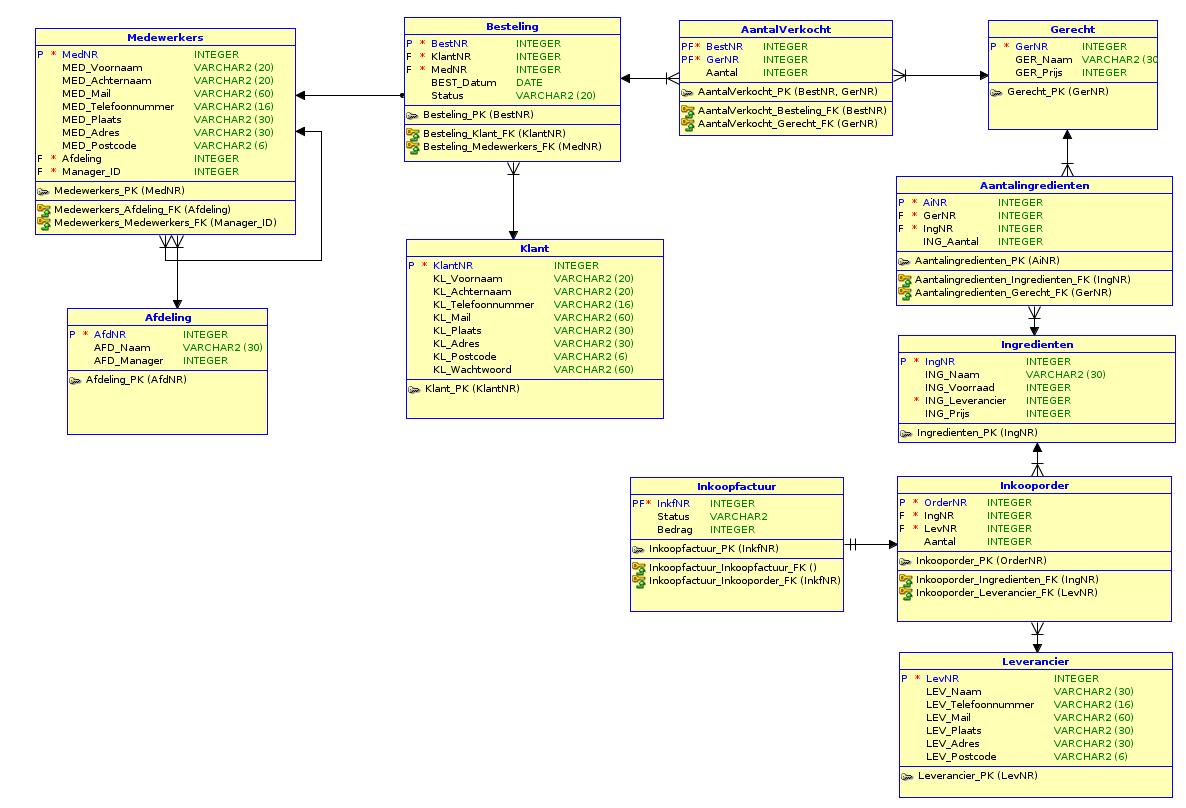 Medewerkers
P * MedNR INTEGER
MED_Voornaam VARCHAR2 (20)
MED_Achternaam VARCHAR2 (20)
MED_Mail VARCHAR2 (60)
MED_Telefoonnummer VARCHAR2 (16)
MED_Plaats VARCHAR2 (30)
MED_Adres VARCHAR2 (30)
MED_Postcode VARCHAR2 (6)
F * Afdeling INTEGER
F * Manager_ID INTEGER
Medewerkers_PK (MedNR)
Medewerkers_Afdeling_FK (Afdeling)
Medewerkers_Medewerkers_FK (Manager_ID)
Besteling
P * BestNR INTEGER
F * KlantNR INTEGER
F * MedNR INTEGER
BEST_Datum DATE
Status VARCHAR2 (20)
Besteling_PK (BestNR)
Besteling_Klant_FK (KlantNR)
Besteling_Medewerkers_FK (MedNR)
AantalVerkocht
PF* BestNR INTEGER
PF* GerNR INTEGER
Aantal INTEGER
AantalVerkocht_PK (BestNR, GerNR)
AantalVerkocht_Besteling_FK (BestNR)
AantalVerkocht_Gerecht_FK (GerNR)
Gerecht
P * GerNR INTEGER
GER_Naam VARCHAR2 (30
GER_Prijs INTEGER
Gerecht_PK (GerNR)
Aantalingredienten
P * AiNR INTEGER
F * GerNR INTEGER
F * IngNR INTEGER
ING_Aantal INTEGER
Aantalingredienten_PK (AiNR)
Aantalingredienten_Ingredienten_FK (IngNR)
Aantalingredienten_Gerecht_FK (GerNR)
Klant
P * KlantNR INTEGER
KL_Voornaam VARCHAR2 (20)
KL_Achternaam VARCHAR2 (20)
KL_Telefoonnummer VARCHAR2 (16)
KL_Mail VARCHAR2 (60)
KL_Plaats VARCHAR2 (30)
KL_Adres VARCHAR2 (30)
KL_Postcode VARCHAR2 (6)
KL_Wachtwoord VARCHAR2 (60)
Klant_PK (KlantNR)
Afdeling
P * AfdNR INTEGER
AFD_Naam VARCHAR2 (30)
AFD_Manager INTEGER
Afdeling_PK (AfdNR)
Ingredienten
P * IngNR INTEGER
ING_Naam VARCHAR2 (30)
ING_Voorraad INTEGER
* ING_Leverancier INTEGER
ING_Prijs INTEGER
Ingredienten_PK (IngNR)
Inkoopfactuur
PF* InkfNR INTEGER
Status VARCHAR2
Bedrag INTEGER
Inkoopfactuur_PK (InkfNR)
Inkoopfactuur_Inkoopfactuur_FK ()
Inkoopfactuur_Inkooporder_FK (InkfNR)
Inkooporder
P * OrderNR INTEGER
F * IngNR INTEGER
F * LevNR INTEGER
Aantal INTEGER
Inkooporder_PK (OrderNR)
Inkooporder_Ingredienten_FK (IngNR)
Inkooporder_Leverancier_FK (LevNR)
Leverancier
P * LevNR INTEGER
LEV_Naam VARCHAR2 (30)
LEV_Telefoonnummer VARCHAR2 (16)
LEV_Mail VARCHAR2 (60)
LEV_Plaats VARCHAR2 (30)
LEV_Adres VARCHAR2 (30)
LEV_Postcode VARCHAR2 (6)
Leverancier_PK (LevNR)